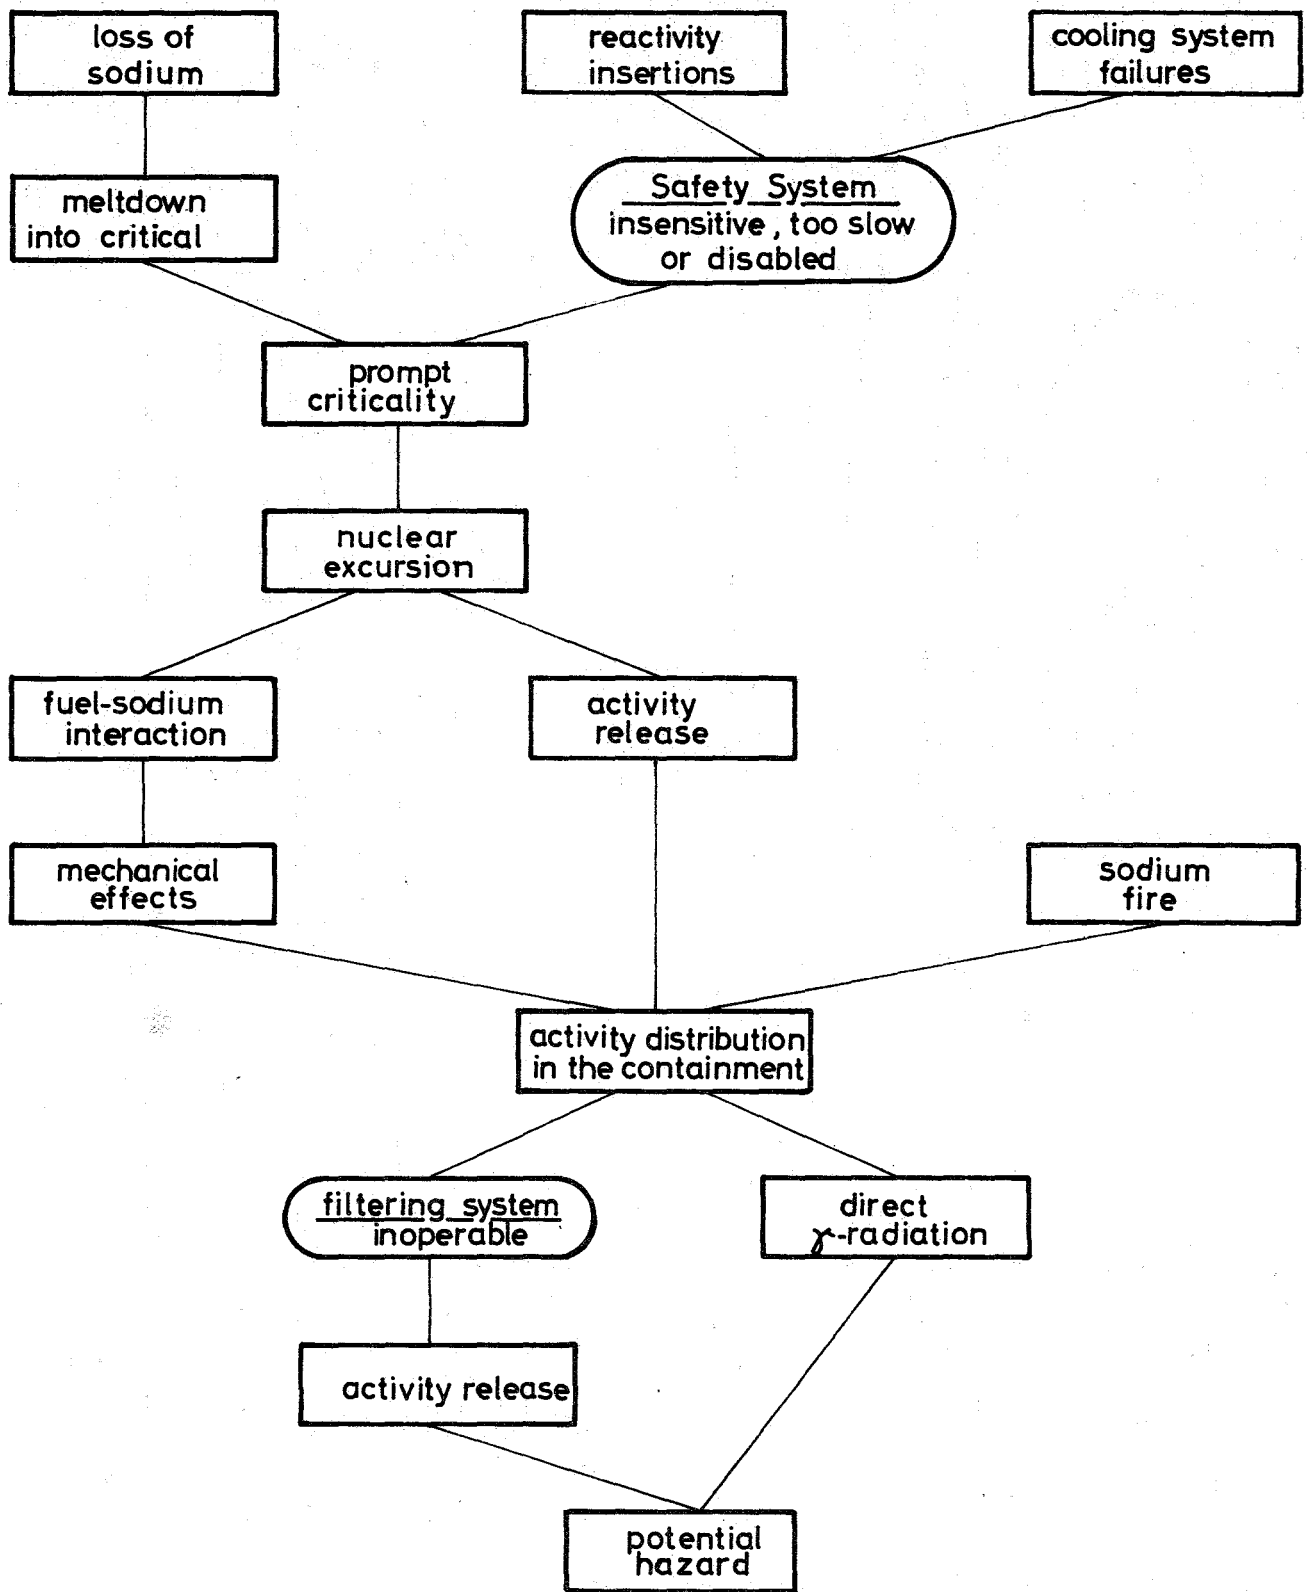 loss of
sodium
reactivity
insertions
cooling system
failures
meltdown
into critical
Safety System
insensitive, too slow
or disabled
prompt
criticality
nuclear
excursion
fuel-sodium
interaction
activity
release
mechanical
effects
sodium
fire
activity distribution
in the containment
filtering system
inoperable
direct
γ-radiation
activity release
potential
hazard